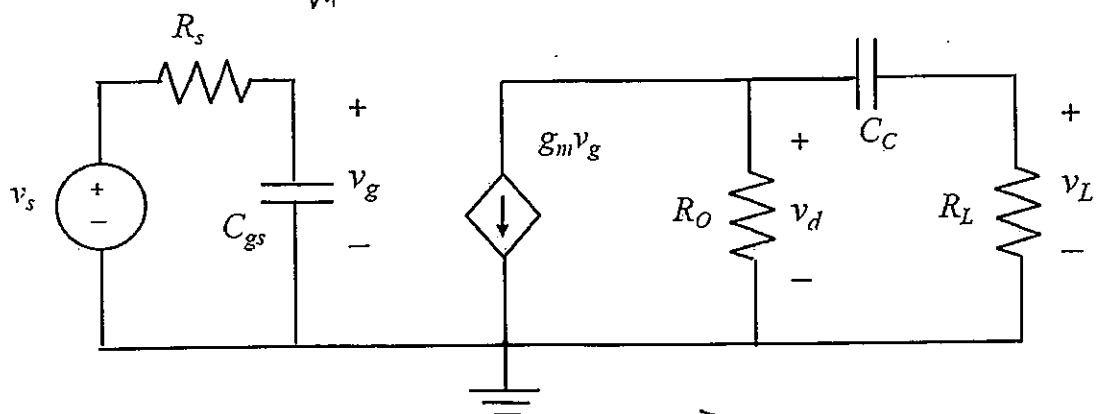 R_s
+
g_m v_g
C_C
+
v_s
+
−
v_g
C_gs
−
+
R_O
v_d
−
R_L
v_L
−